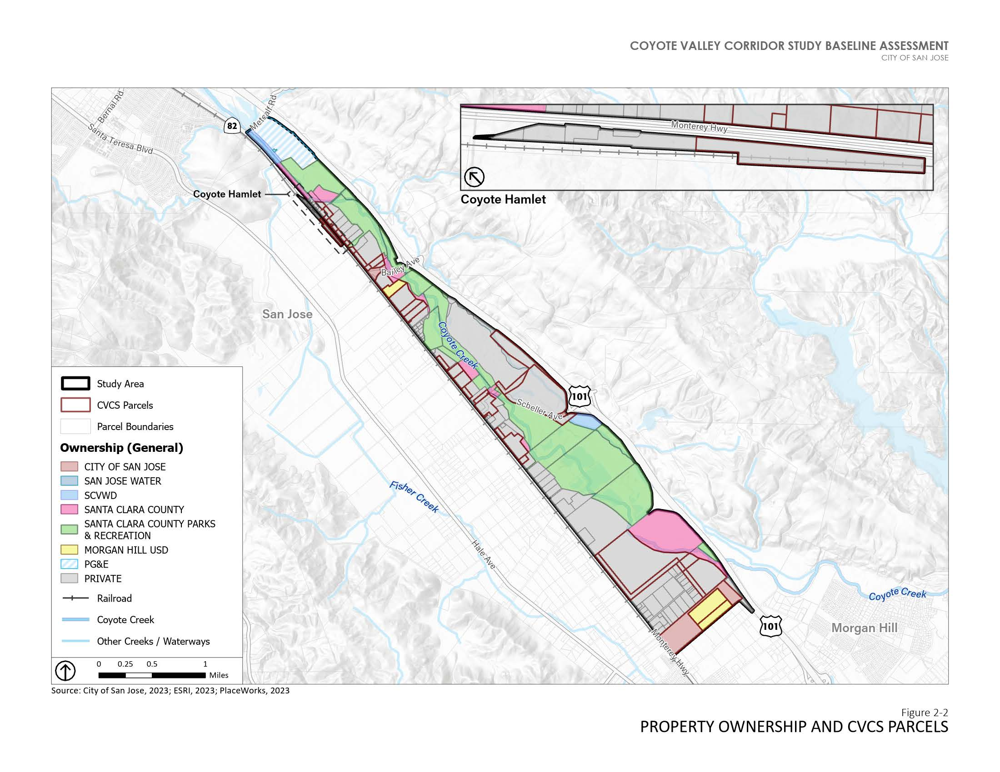 COYOTE VALLEY CORRIDOR STUDY BASELINE ASSESSMENT
CITY OF SAN JOSE
Bernal Rd
Metcalf Rd
82
Santa Teresa Blvd
Monterey Hwy
Coyote Hamlet
Coyote Hamlet
Bailey Ave
San Jose
Coyote Creek
101
Scheller Ave
Fisher Creek
Hale Ave
Coyote Creek
101
Morgan Hill
Monterey Hwy
Study Area
CVCS Parcels
Parcel Boundaries
Ownership (General)
CITY OF SAN JOSE
SAN JOSE WATER
SCVWD
SANTA CLARA COUNTY
SANTA CLARA COUNTY PARKS
& RECREATION
MORGAN HILL USD
PG&E
PRIVATE
Railroad
Coyote Creek
Other Creeks / Waterways
0 0.25 0.5 1
Miles
Source: City of San Jose, 2023; ESRI, 2023; PlaceWorks, 2023
Figure 2-2
PROPERTY OWNERSHIP AND CVCS PARCELS